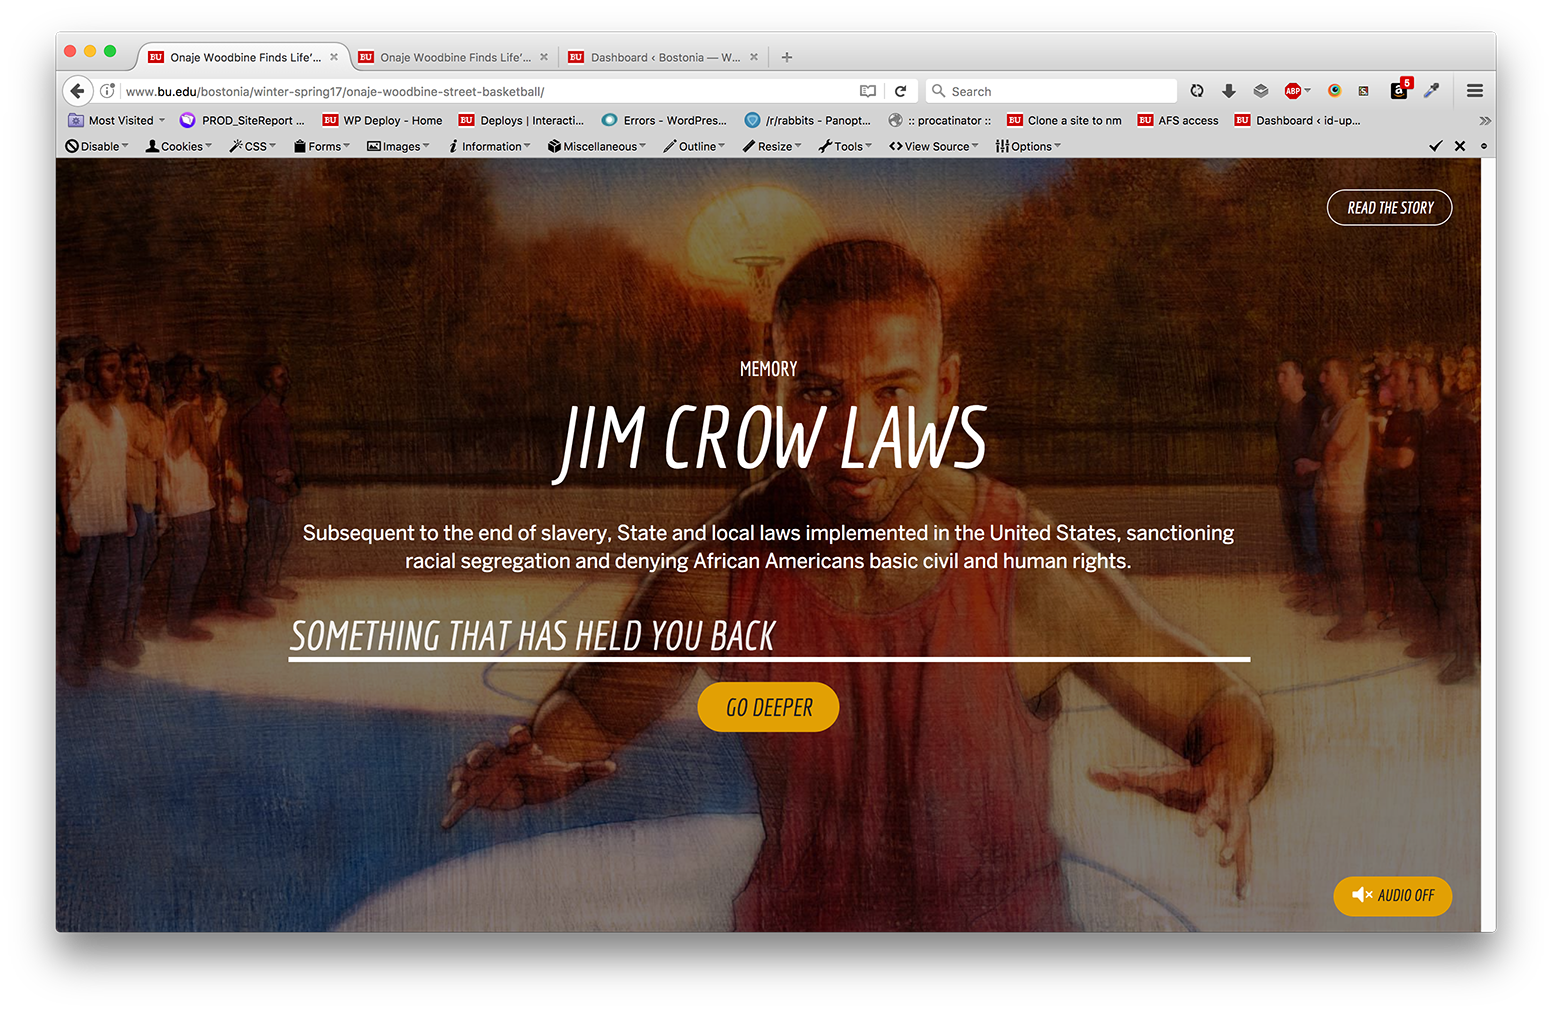 BU Onaje Woodbine Finds Life'... BU Onaje Woodbine Finds Life'... BU Dashboard ‹ Bostonia — W...
www.bu.edu/bostonia/winter-spring17/onaje-woodbine-street-basketball/ Search ABP a 5
Most Visited PROD_SiteReport ... BU WP Deploy - Home BU Deploys | Interacti... Errors - WordPres... /r/rabbits - Panopt... :: procatinator :: BU Clone a site to nm BU AFS access BU Dashboard ‹ id-up...
Disable Cookies CSS Forms Images Information Miscellaneous Outline Resize Tools View Source Options
READ THE STORY
MEMORY
JIM CROW LAWS
Subsequent to the end of slavery, State and local laws implemented in the United States, sanctioning
racial segregation and denying African Americans basic civil and human rights.
SOMETHING THAT HAS HELD YOU BACK
GO DEEPER
AUDIO OFF